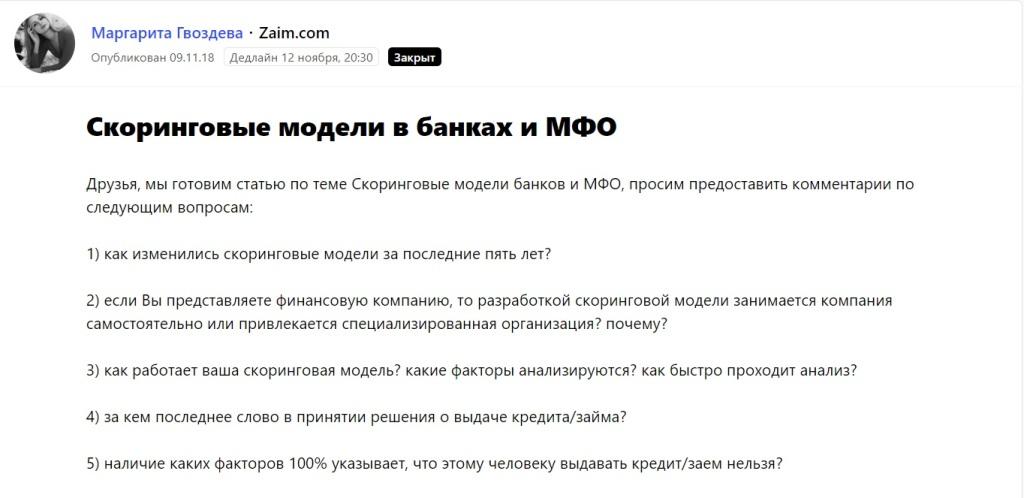 Маргарита Гвоздева · Zaim.com
Опубликован 09.11.18 Дедлайн 12 ноября, 20:30 Закрыт
Скоринговые модели в банках и МФО
Друзья, мы готовим статью по теме Скоринговые модели банков и МФО, просим предоставить комментарии по
следующим вопросам:
1) как изменились скоринговые модели за последние пять лет?
2) если Вы представляете финансовую компанию, то разработкой скоринговой модели занимается компания
самостоятельно или привлекается специализированная организация? почему?
3) как работает ваша скоринговая модель? какие факторы анализируются? как быстро проходит анализ?
4) за кем последнее слово в принятии решения о выдаче кредита/займа?
5) наличие каких факторов 100% указывает, что этому человеку выдавать кредит/заем нельзя?